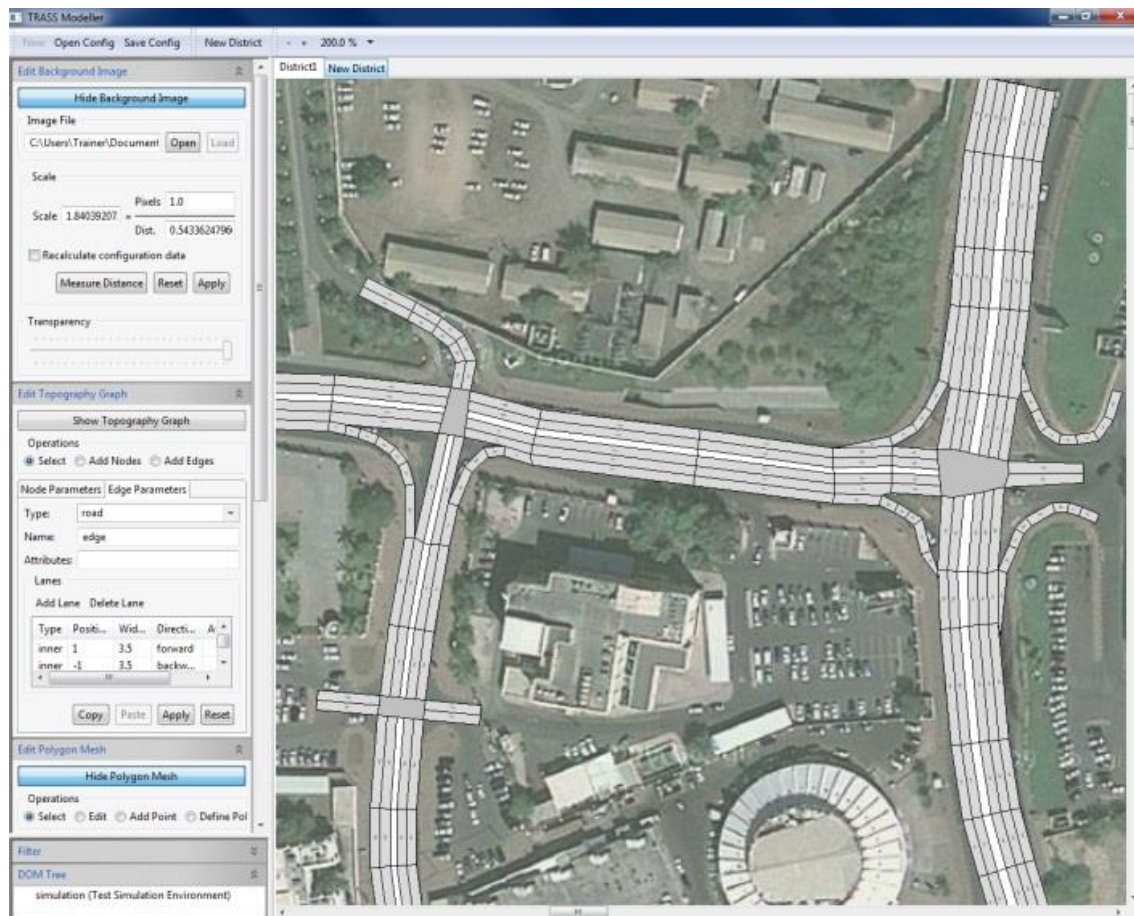 TRASS Modeller
New Open Config Save Config New District - + 200.0 %
Edit Background Image
District1 New District
Hide Background Image
Image File
C:\Users\Trainer\Document Open Load
Scale
Pixels 1.0
Scale 1.84039207 =
Dist. 0.5433624796
Recalculate configuration data
Measure Distance Reset Apply
Transparency
Edit Topography Graph
Show Topography Graph
Operations
Select Add Nodes Add Edges
Node Parameters Edge Parameters
Type: road
Name: edge
Attributes:
Lanes
Add Lane Delete Lane
Type Positi... Wid... Directi... A
inner 1 3.5 forward
inner -1 3.5 backw...
Copy Paste Apply Reset
Edit Polygon Mesh
Hide Polygon Mesh
Operations
Select Edit Add Point Define Pol
Filter
DOM Tree
simulation (Test Simulation Environment)